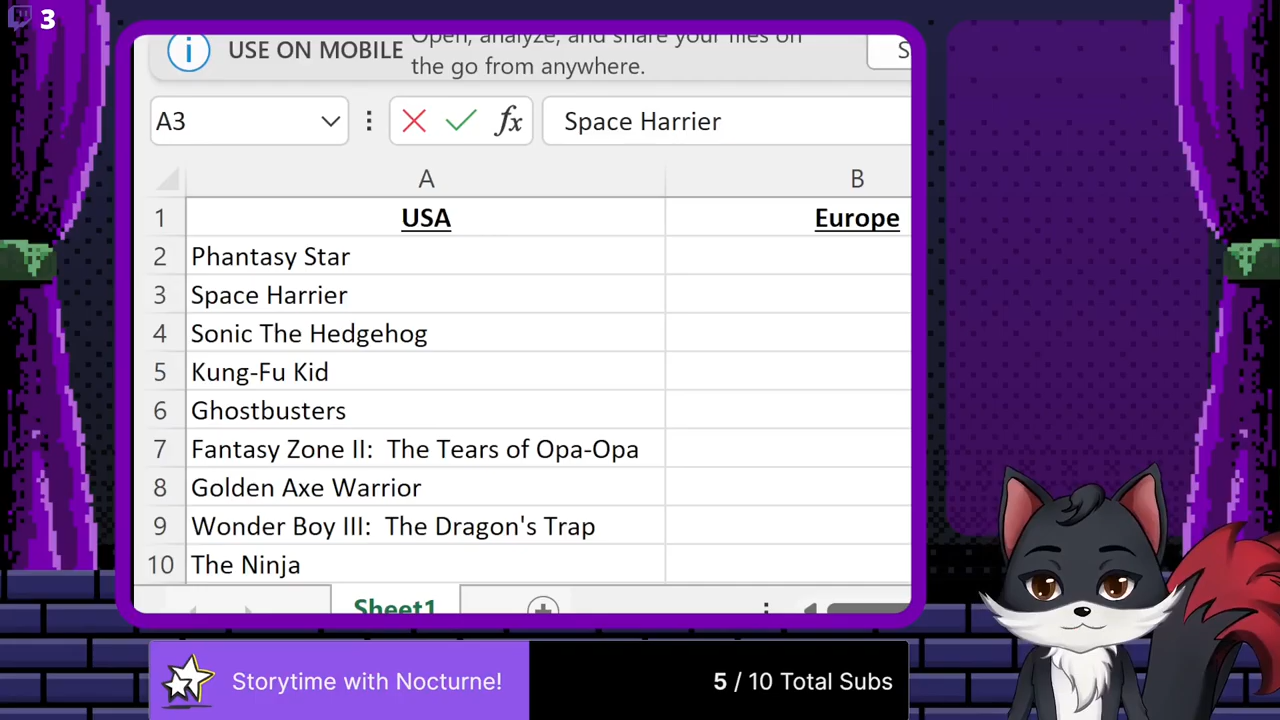 3
USE ON MOBILE
Open, analyze, and share your files on
the go from anywhere.
S
A3
fx
Space Harrier
A
B
1
USA
Europe
2
Phantasy Star
3
Space Harrier
4
Sonic The Hedgehog
5
Kung-Fu Kid
6
Ghostbusters
7
Fantasy Zone II:  The Tears of Opa-Opa
8
Golden Axe Warrior
9
Wonder Boy III:  The Dragon's Trap
10
The Ninja
Sheet1
Storytime with Nocturne!
5 / 10 Total Subs